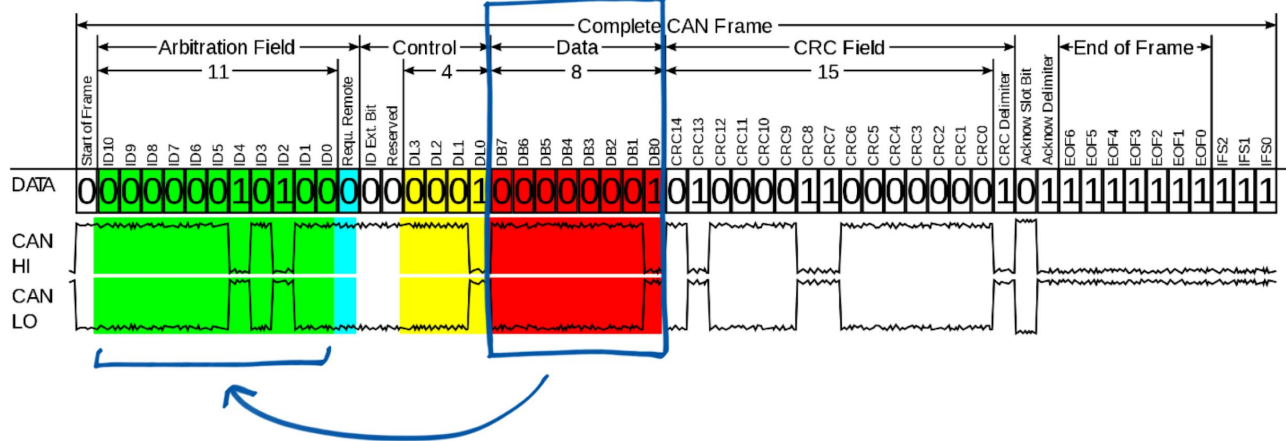 Complete CAN Frame
Arbitration Field Control Data CRC Field End of Frame
11 4 8 15
Start of Frame
ID10
ID9
ID8
ID7
ID6
ID5
ID4
ID3
ID2
ID1
ID0
Requ. Remote
ID Ext. Bit
Reserved
DL3
DL2
DL1
DL0
DB7
DB6
DB5
DB4
DB3
DB2
DB1
DB0
CRC14
CRC13
CRC12
CRC11
CRC10
CRC9
CRC8
CRC7
CRC6
CRC5
CRC4
CRC3
CRC2
CRC1
CRC0
CRC Delimiter
Acknow. Slot Bit
Acknow Delimiter
EOF6
EOF5
EOF4
EOF3
EOF2
EOF1
EOF0
IFS2
IFS1
IFS0
DATA 0 0 0 0 0 0 0 1 0 1 0 0 0 0 0 0 0 0 1 0 0 0 0 0 0 0 1 0 1 0 0 0 0 1 1 0 0 0 0 0 0 0 1 0 1 1 1 1 1 1 1 1 1 1 1
CAN
HI
CAN
LO